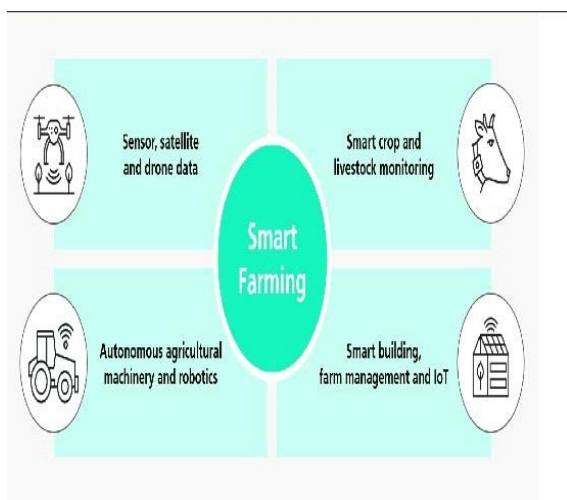 Sensor, satellite
and drone data
Smart crop and
livestock monitoring
Smart
Farming
Autonomous agricultural
machinery and robotics
Smart building,
farm management and IoT